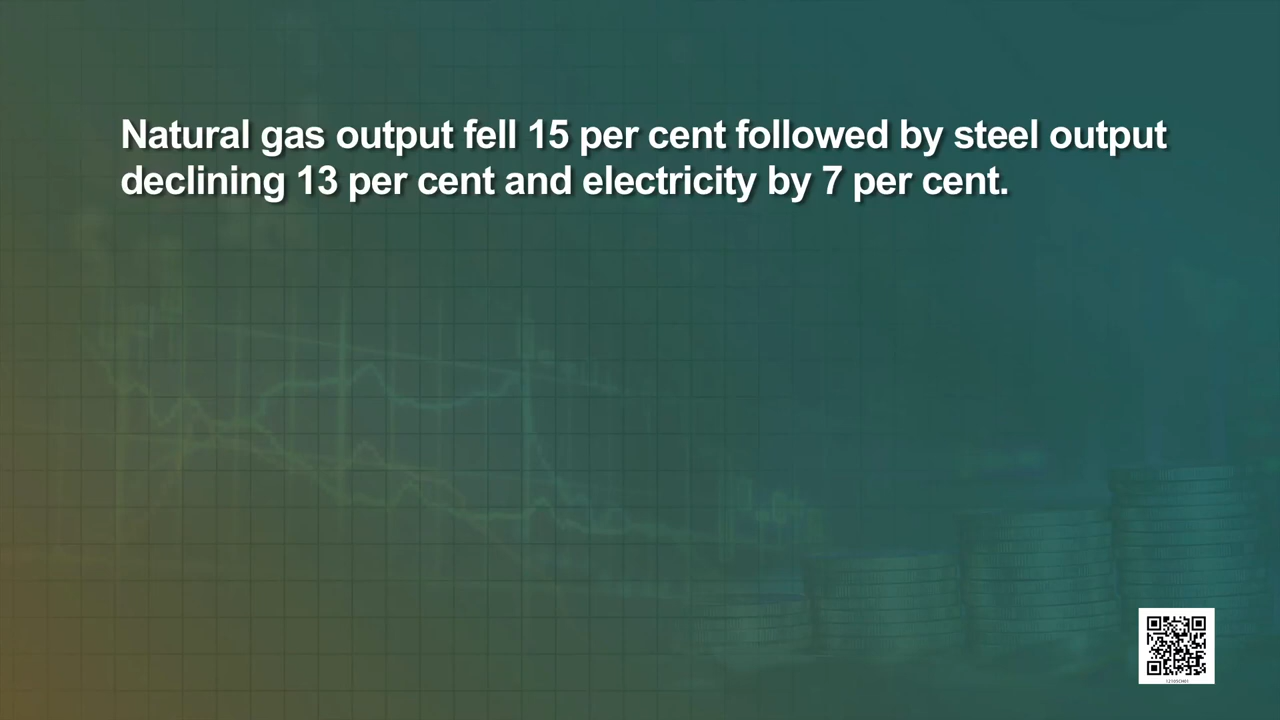 Natural gas output fell 15 per cent followed by steel output
declining 13 per cent and electricity by 7 per cent.